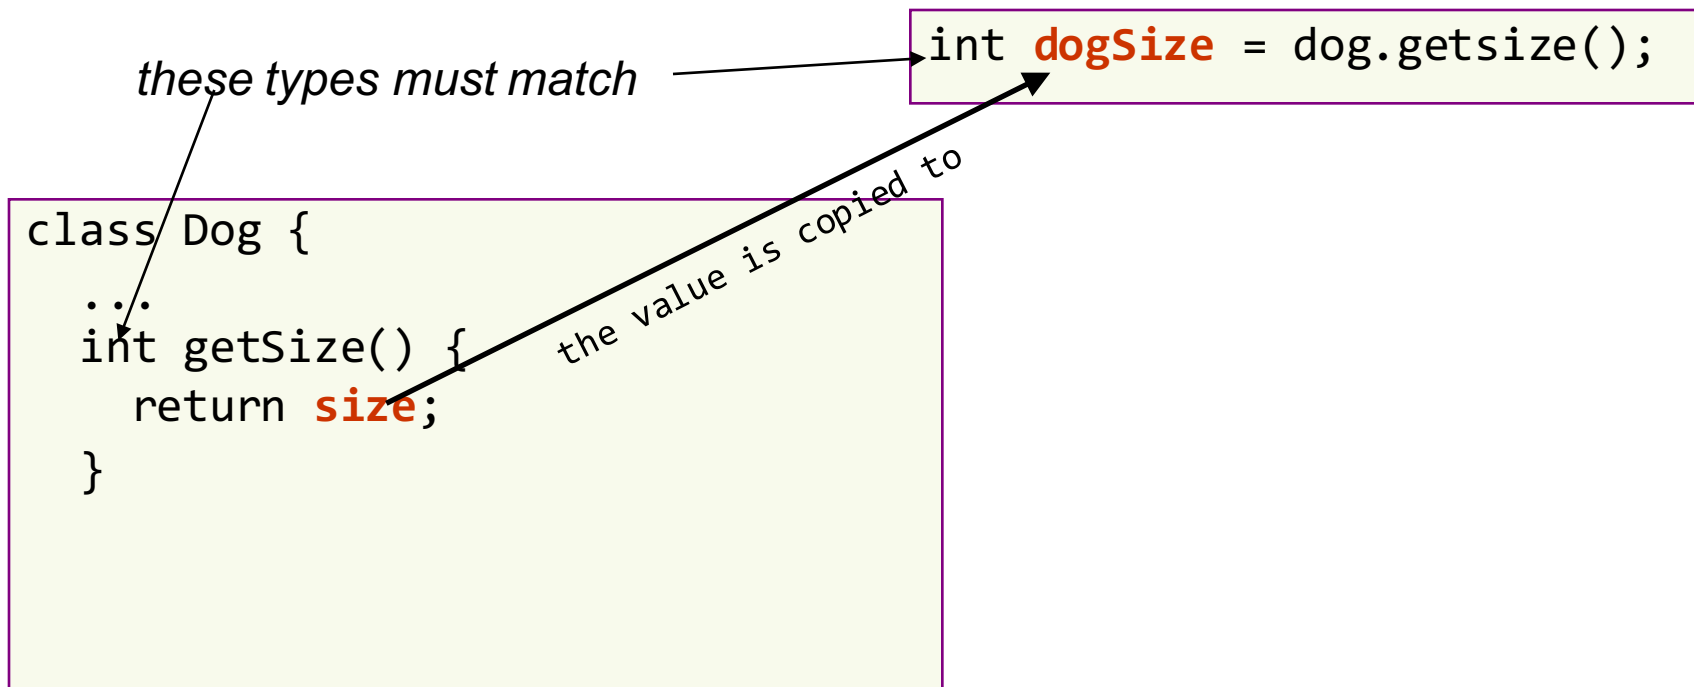 int dogSize = dog.getsize();
these types must match
the value is copied to
class Dog {
...
int getSize() {
return size;
}